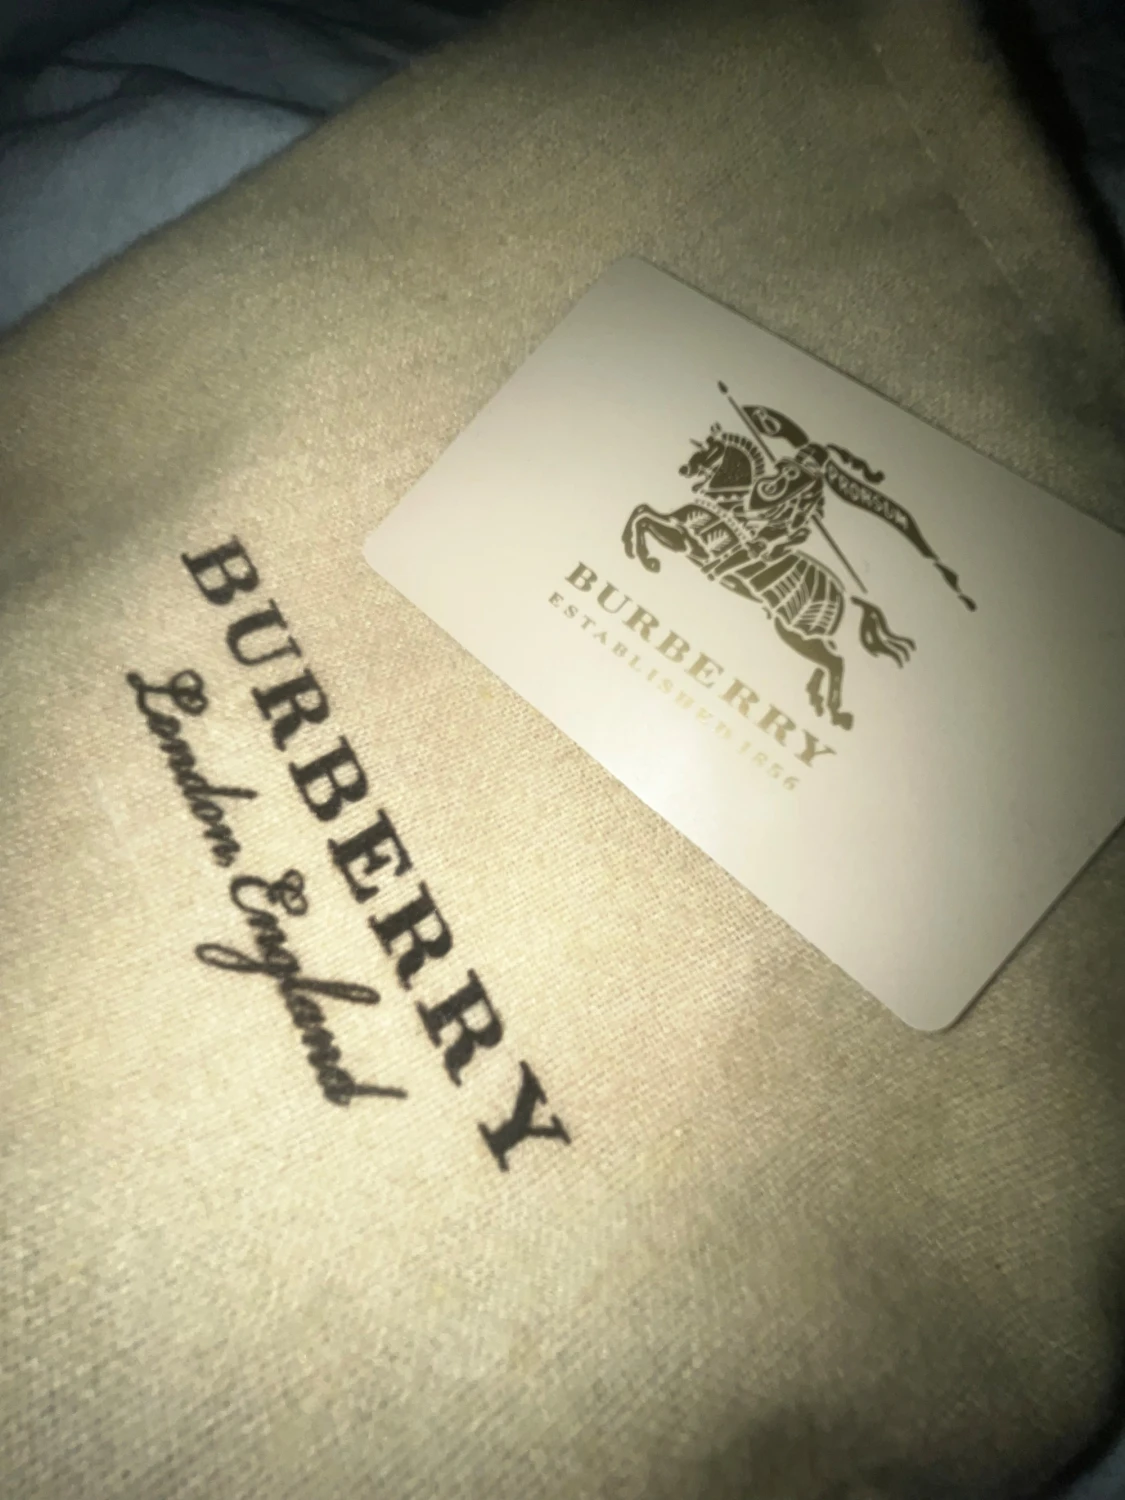 PRORSUM
BURBERRY
ESTABLISHED 1856
BURBERRY
London England